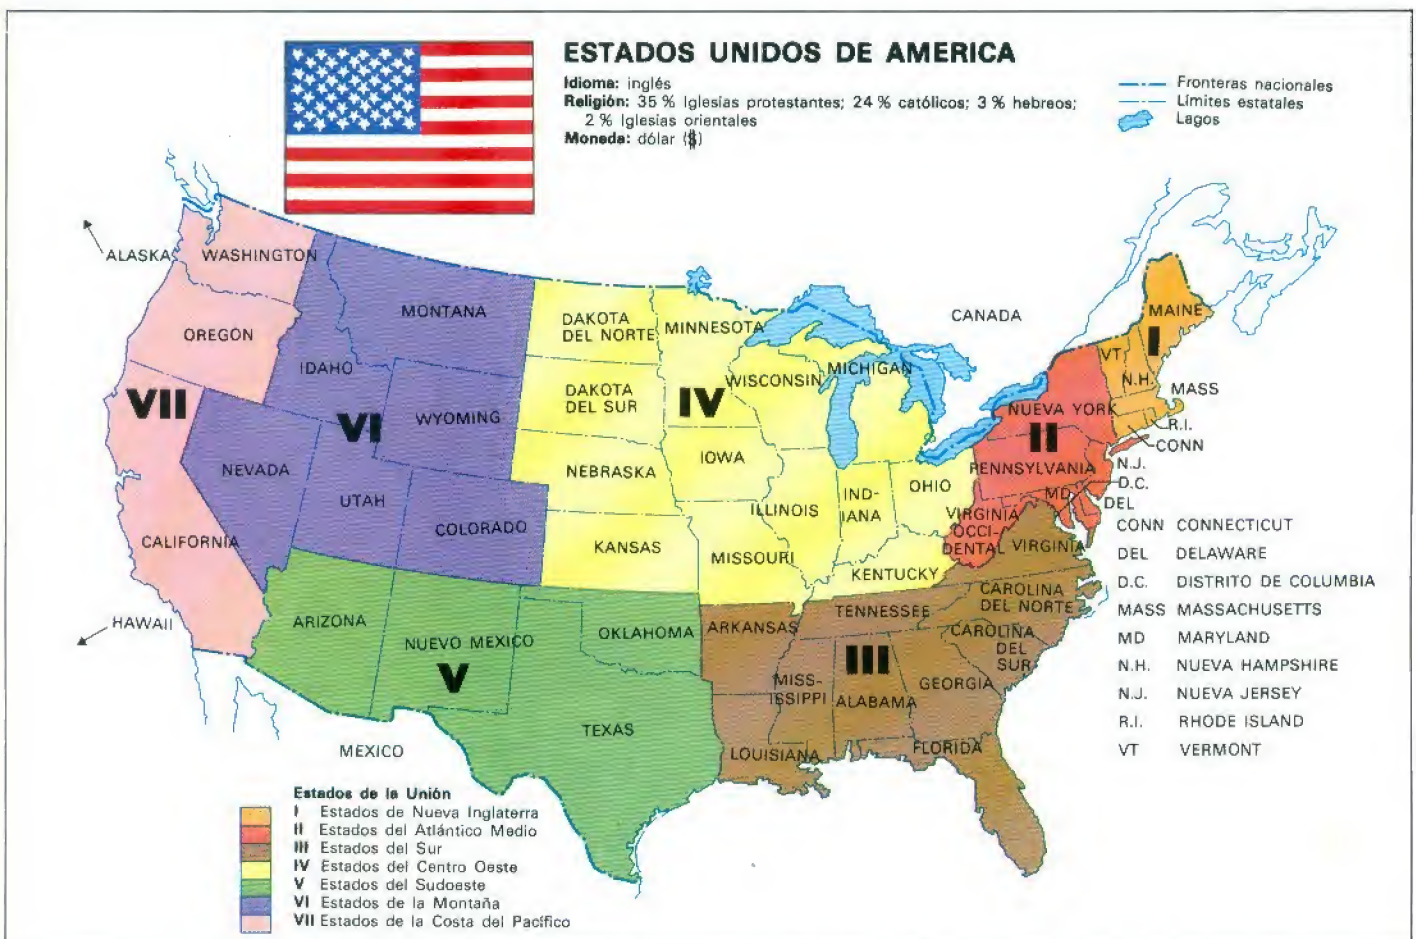 ESTADOS UNIDOS DE AMERICA
Idioma: inglés
Religión: 35 % Iglesias protestantes; 24 % católicos; 3 % hebreos;
2 % Iglesias orientales
Moneda: dólar ($)
Fronteras nacionales
Límites estatales
Lagos
ALASKA
WASHINGTON
OREGON
MONTANA
IDAHO
WYOMING
VII
VI
NEVADA
UTAH
COLORADO
CALIFORNIA
HAWAII
DAKOTA
DEL NORTE
MINNESOTA
DAKOTA
DEL SUR
WISCONSIN
MICHIGAN
IV
NEBRASKA
IOWA
ILLINOIS
IND-
IANA
OHIO
KANSAS
MISSOURI
KENTUCKY
CANADA
MAINE
I
VT
N.H.
MASS
R.I.
CONN
NUEVA YORK
II
PENNSYLVANIA
N.J.
D.C.
MD
DEL
VIRGINIA
OCCI-
DENTAL
VIRGINIA
CAROLINA
DEL NORTE
TENNESSEE
ARKANSAS
CAROLINA
DEL
SUR
III
MISS-
ISSIPPI
ALABAMA
GEORGIA
LOUISIANA
FLORIDA
ARIZONA
NUEVO MEXICO
OKLAHOMA
V
TEXAS
MEXICO
CONN CONNECTICUT
DEL DELAWARE
D.C. DISTRITO DE COLUMBIA
MASS MASSACHUSETTS
MD MARYLAND
N.H. NUEVA HAMPSHIRE
N.J. NUEVA JERSEY
R.I. RHODE ISLAND
VT VERMONT
Estados de la Unión
I Estados de Nueva Inglaterra
II Estados del Atlántico Medio
III Estados del Sur
IV Estados del Centro Oeste
V Estados del Sudoeste
VI Estados de la Montaña
VII Estados de la Costa del Pacífico